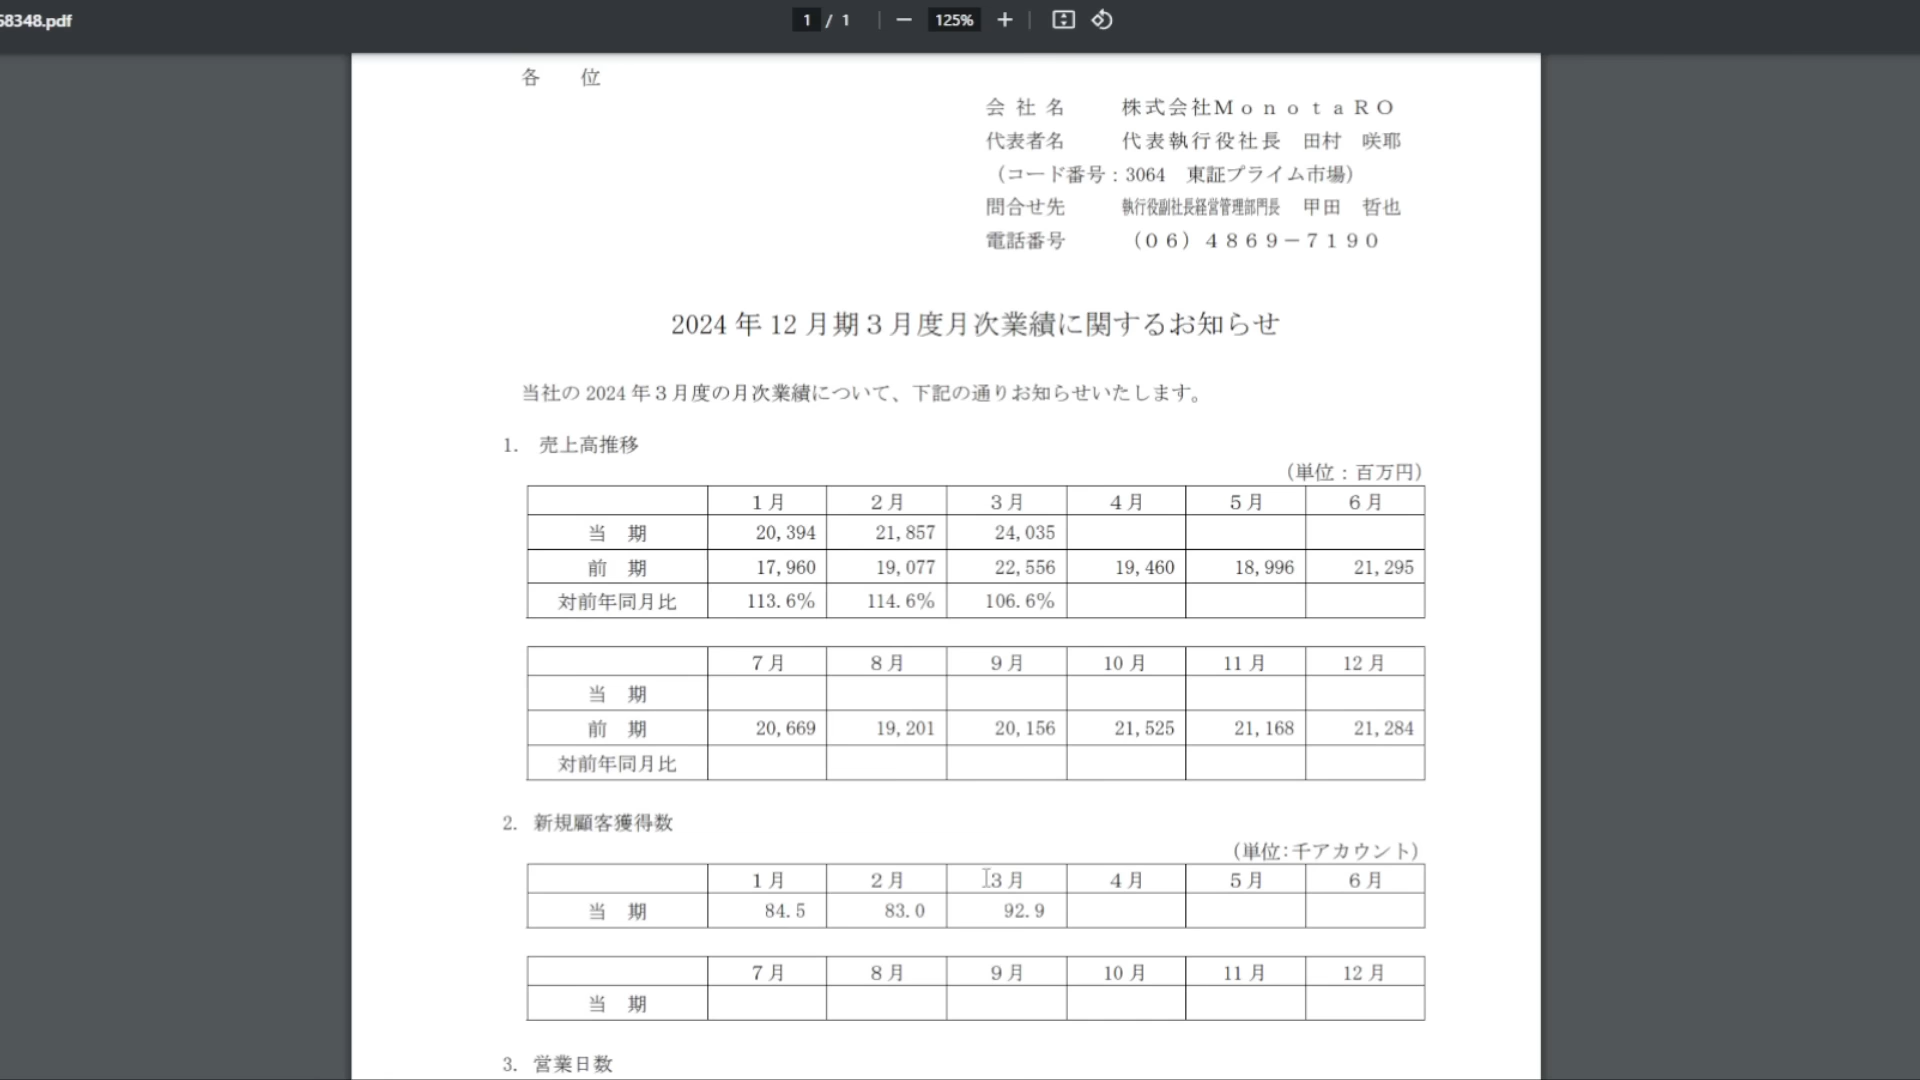 58348.pdf
1 / 1 125%
各 位
会 社 名 株式会社ＭｏｎｏｔａＲＯ
代表者名 代表執行役社長 田村 咲耶
（コード番号：3064 東証プライム市場）
問合せ先 執行役副社長経営管理部門長 甲田 哲也
電話番号 （０６）４８６９－７１９０
2024 年 12 月期３月度月次業績に関するお知らせ
当社の 2024 年３月度の月次業績について、下記の通りお知らせいたします。
1. 売上高推移
（単位：百万円）
１月 ２月 ３月 ４月 ５月 ６月
当 期 20,394 21,857 24,035
前 期 17,960 19,077 22,556 19,460 18,996 21,295
対前年同月比 113.6% 114.6% 106.6%
７月 ８月 ９月 10 月 11 月 12 月
当 期
前 期 20,669 19,201 20,156 21,525 21,168 21,284
対前年同月比
2. 新規顧客獲得数
（単位:千アカウント）
１月 ２月 ３月 ４月 ５月 ６月
当 期 84.5 83.0 92.9
７月 ８月 ９月 10 月 11 月 12 月
当 期
3. 営業日数